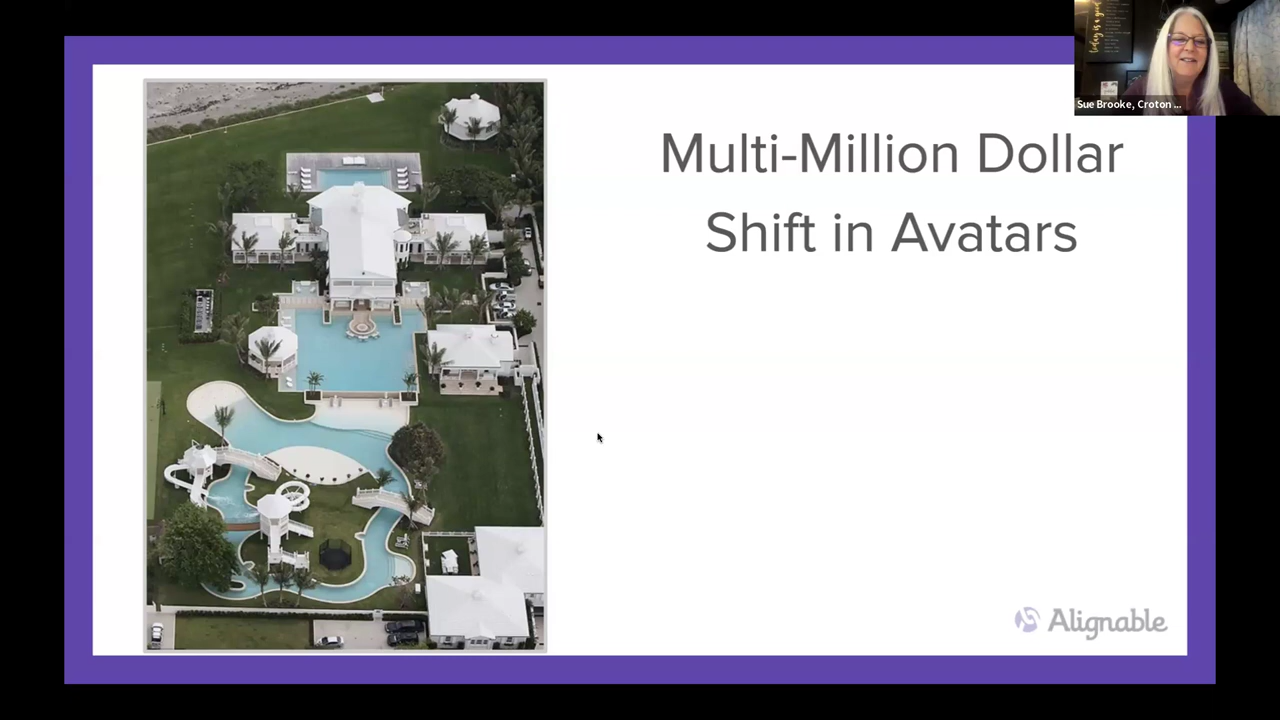 Sue Brooke, Croton ...
Multi-Million Dollar
Shift in Avatars
Alignable